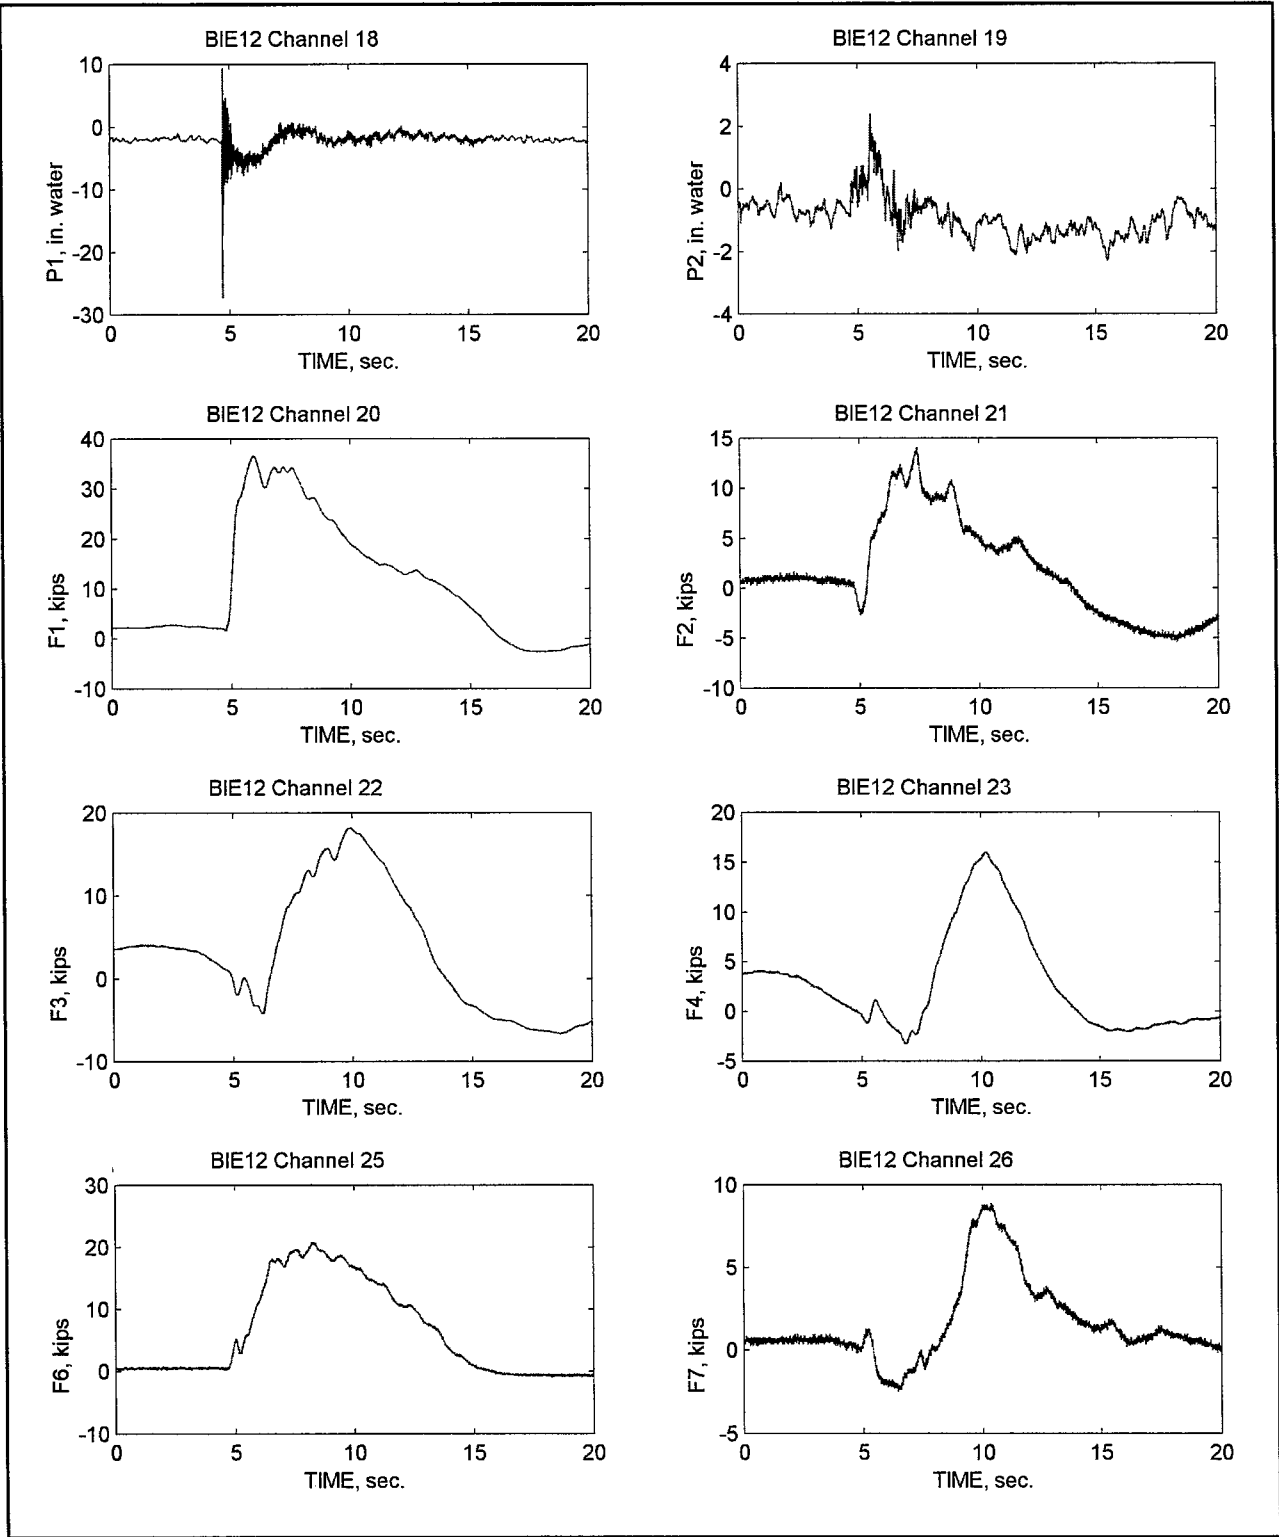 BIE12 Channel 18
10
0
-10
-20
-30
P1, in. water
0 5 10 15 20
TIME, sec.
BIE12 Channel 19
4
2
0
-2
-4
P2, in. water
0 5 10 15 20
TIME, sec.
BIE12 Channel 20
40
30
20
10
0
-10
F1, kips
0 5 10 15 20
TIME, sec.
BIE12 Channel 21
15
10
5
0
-5
-10
F2, kips
0 5 10 15 20
TIME, sec.
BIE12 Channel 22
20
10
0
-10
F3, kips
0 5 10 15 20
TIME, sec.
BIE12 Channel 23
20
15
10
5
0
-5
F4, kips
0 5 10 15 20
TIME, sec.
BIE12 Channel 25
30
20
10
0
-10
F6, kips
0 5 10 15 20
TIME, sec.
BIE12 Channel 26
10
5
0
-5
F7, kips
0 5 10 15 20
TIME, sec.